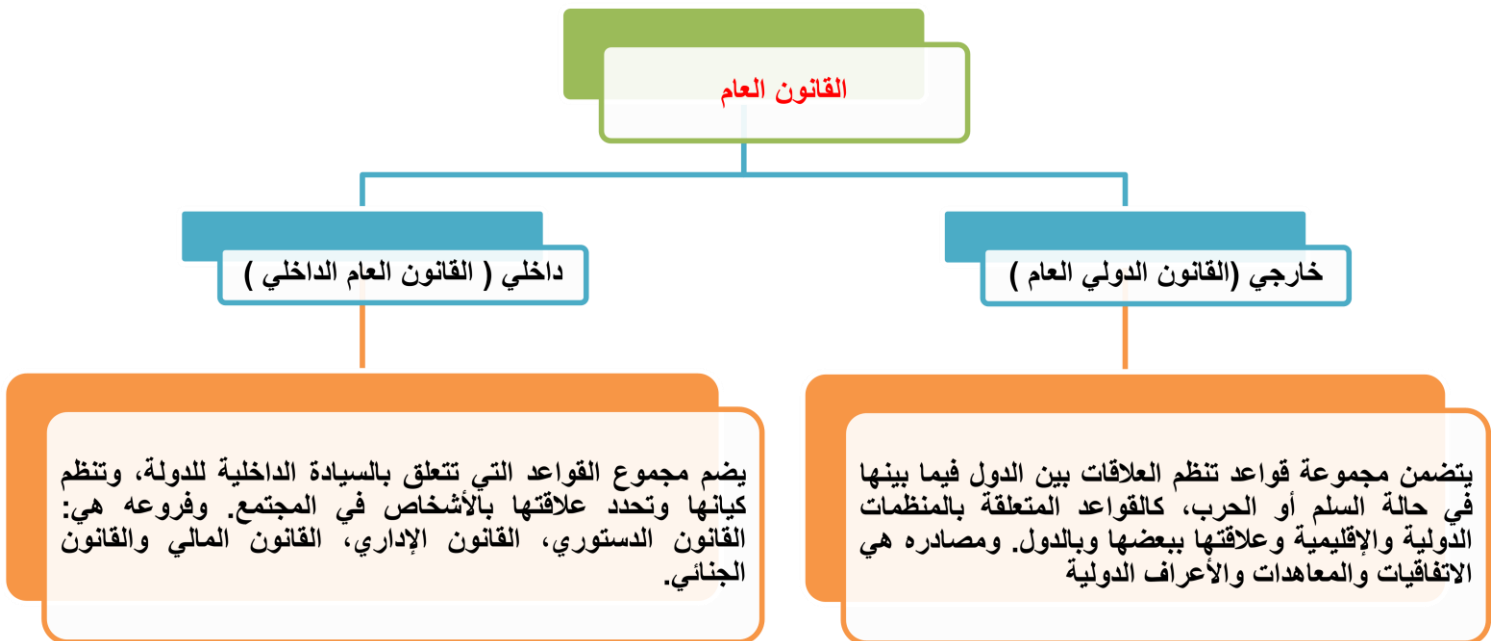 القانون العام
خارجي (القانون الدولي العام )
داخلي ( القانون العام الداخلي )
يتضمن مجموعة قواعد تنظم العلاقات بين الدول فيما بينها
في حالة السلم أو الحرب، كالقواعد المتعلقة بالمنظمات
الدولية والإقليمية وعلاقتها ببعضها وبالدول. ومصادره هي
الاتفاقيات والمعاهدات والأعراف الدولية
يضم مجموع القواعد التي تتعلق بالسيادة الداخلية للدولة، وتنظم
كيانها وتحدد علاقتها بالأشخاص في المجتمع. وفروعه هي:
القانون الدستوري، القانون الإداري، القانون المالي والقانون
الجنائي.